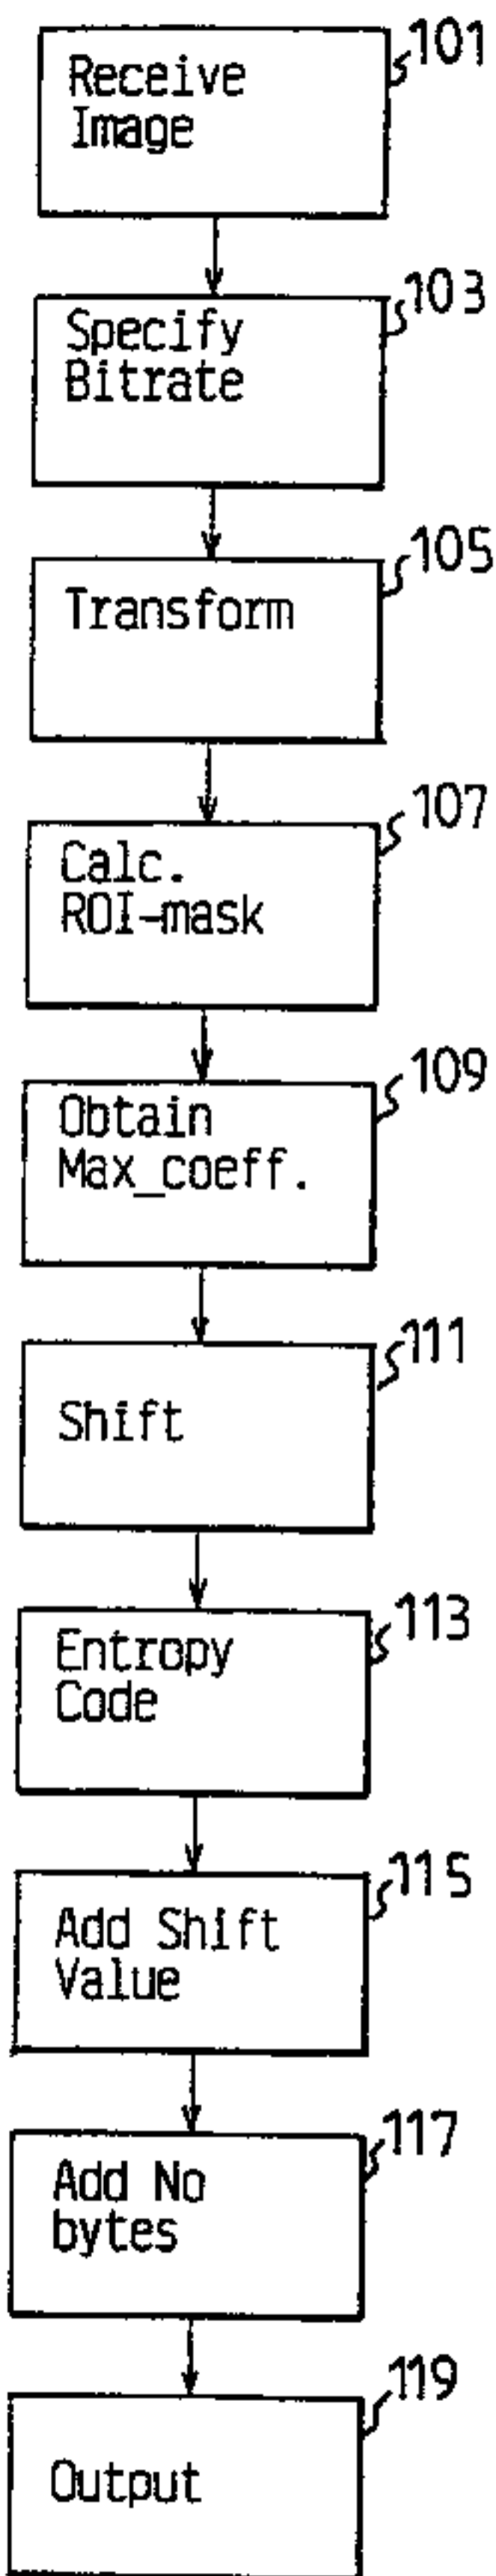 101
Receive
Image
103
Specify
Bitrate
105
Transform
107
Calc.
ROI-mask
109
Obtain
Max_coeff.
111
Shift
113
Entropy
Code
115
Add Shift
Value
117
Add No
bytes
119
Output